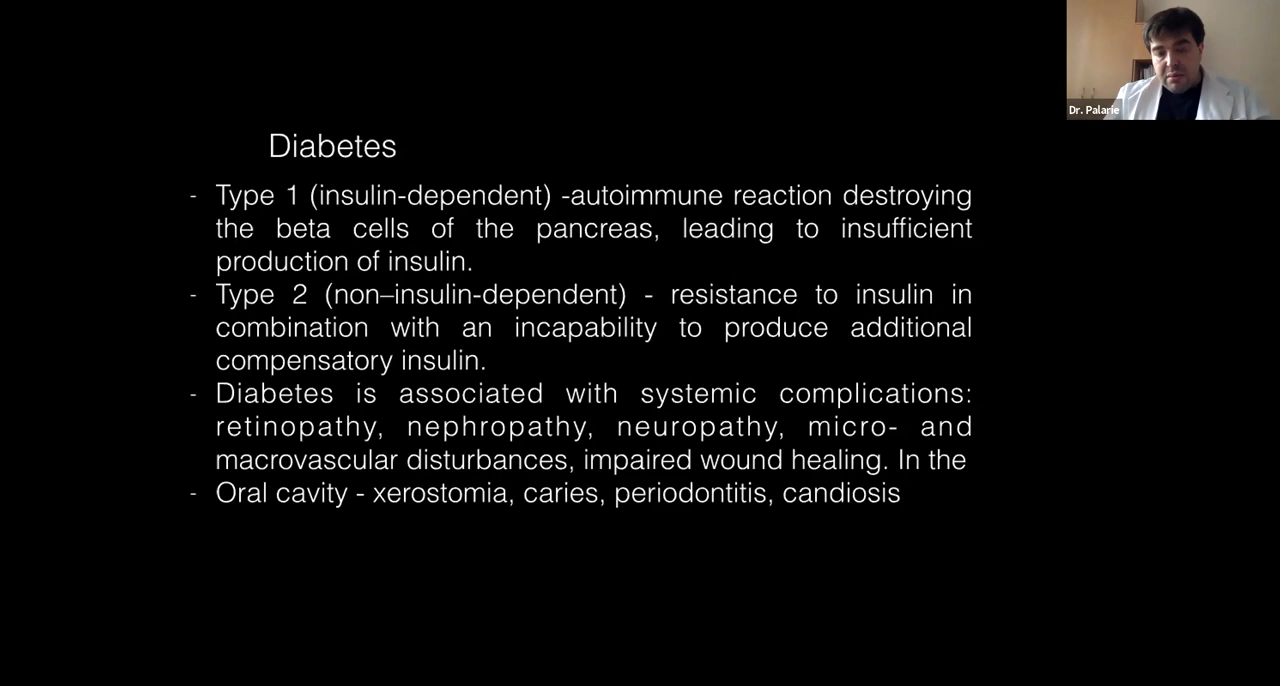 Dr. Palarie
Diabetes
- Type 1 (insulin-dependent) -autoimmune reaction destroying
the beta cells of the pancreas, leading to insufficient
production of insulin.
- Type 2 (non–insulin-dependent) - resistance to insulin in
combination with an incapability to produce additional
compensatory insulin.
- Diabetes is associated with systemic complications:
retinopathy, nephropathy, neuropathy, micro- and
macrovascular disturbances, impaired wound healing. In the
- Oral cavity - xerostomia, caries, periodontitis, candiosis